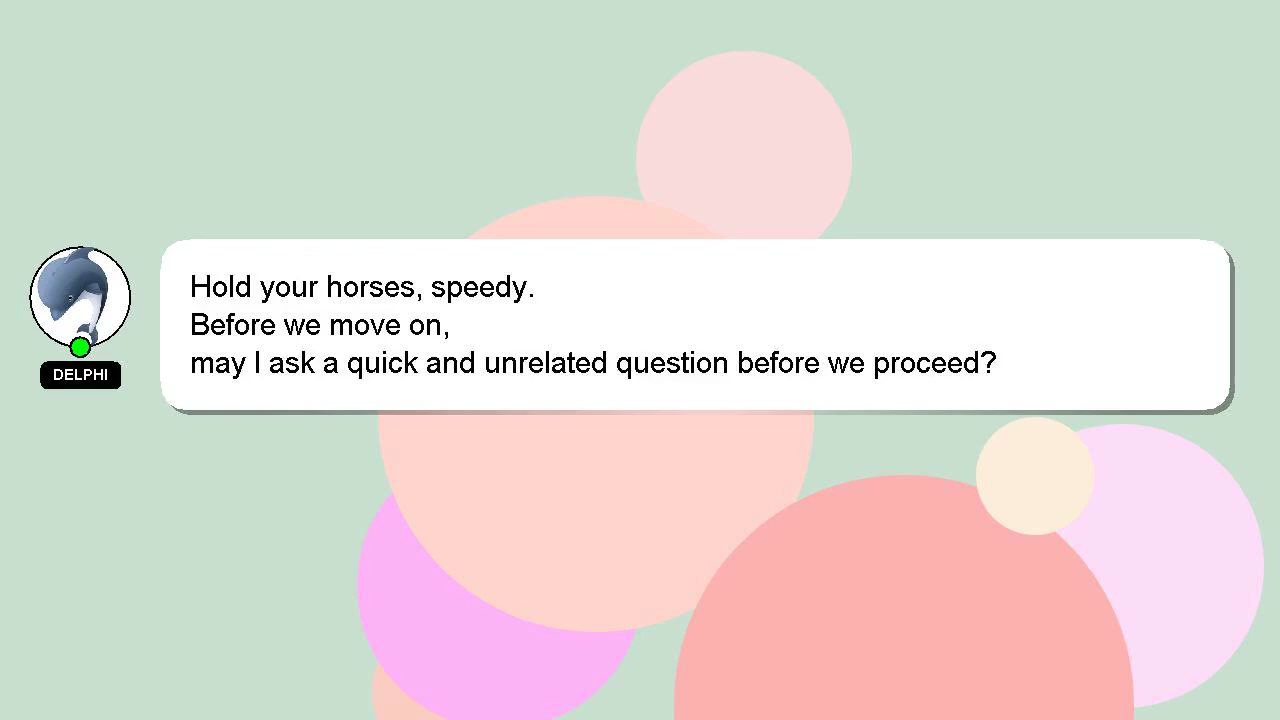 Hold your horses, speedy.
Before we move on,
may I ask a quick and unrelated question before we proceed?
DELPHI